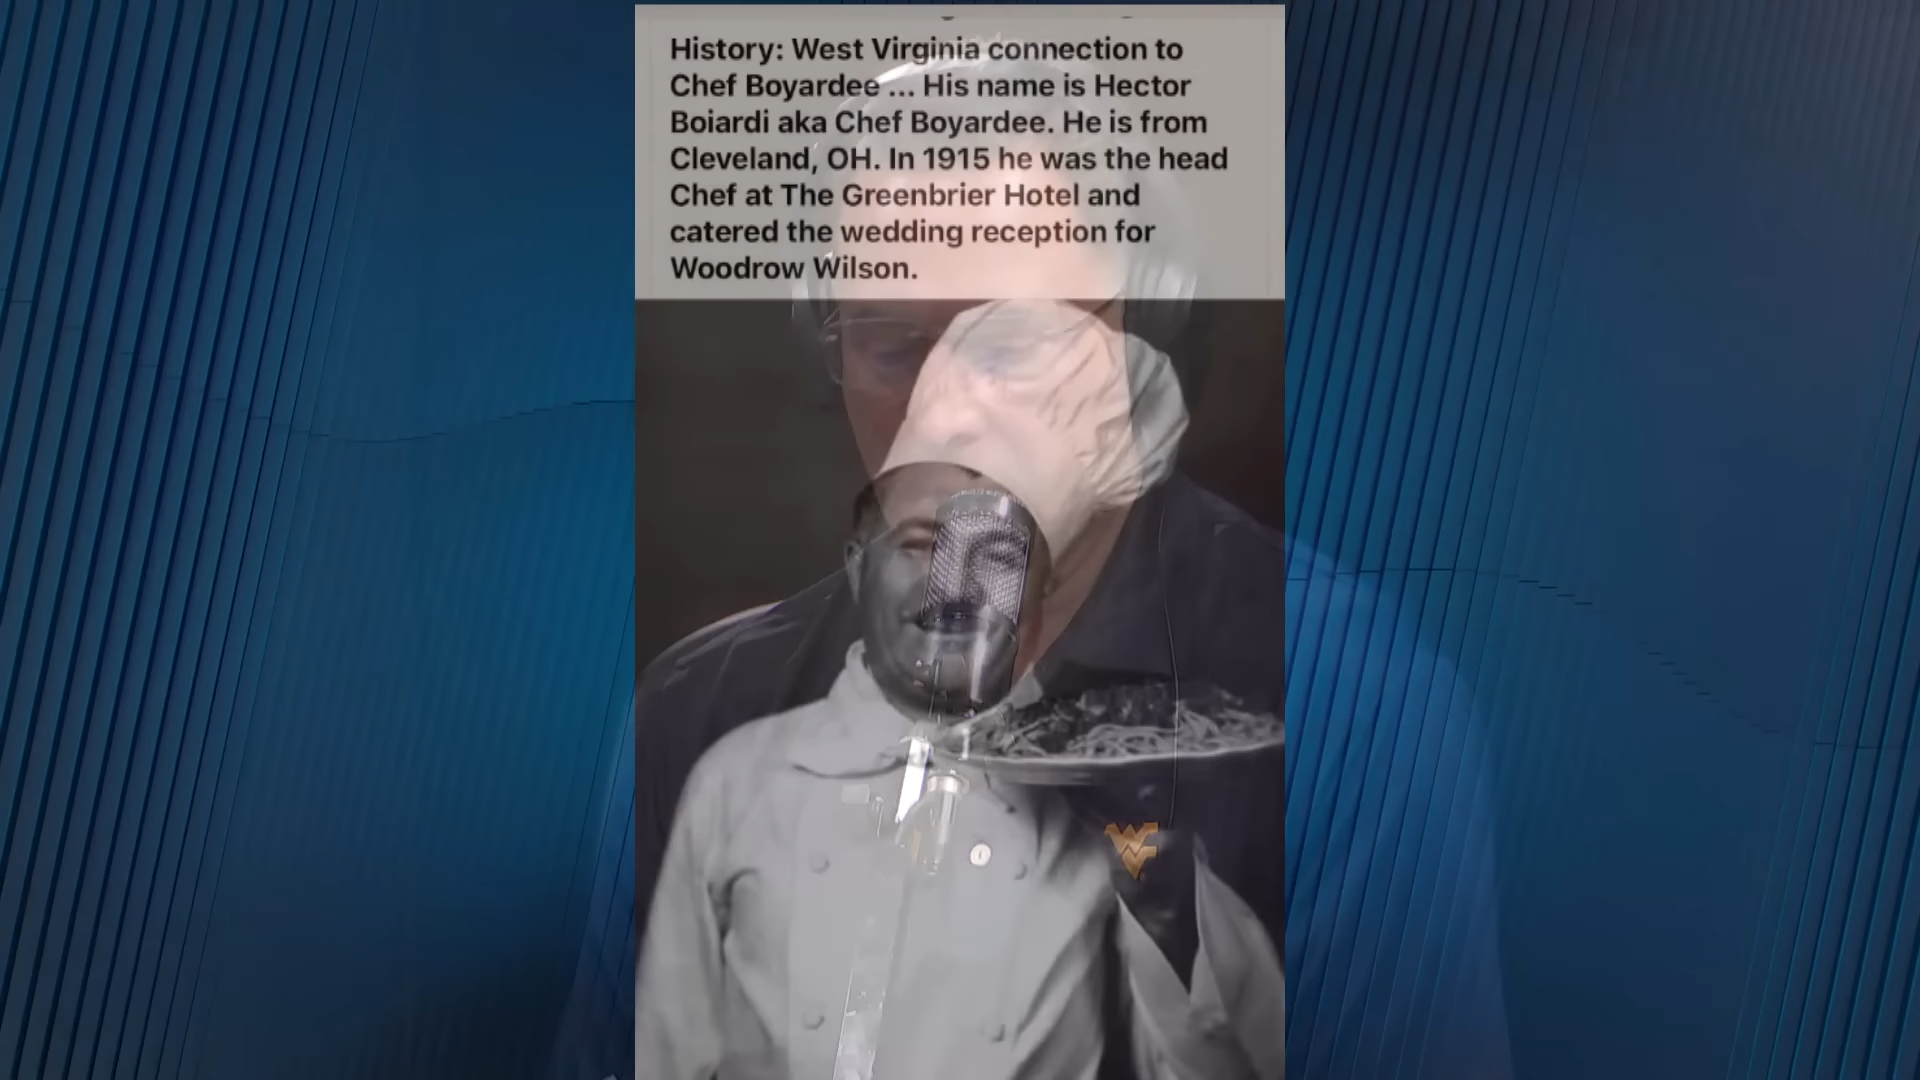 History: West Virginia connection to
Chef Boyardee ... His name is Hector
Boiardi aka Chef Boyardee. He is from
Cleveland, OH. In 1915 he was the head
Chef at The Greenbrier Hotel and
catered the wedding reception for
Woodrow Wilson.
WV